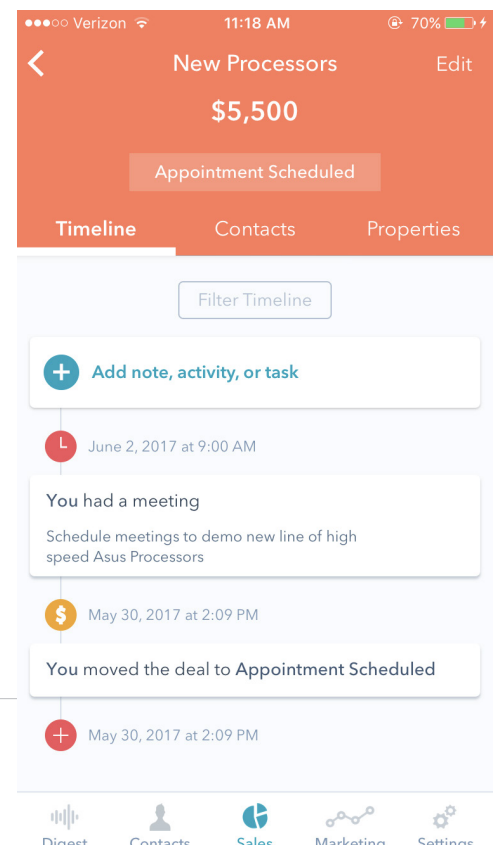 Verizon 11:18 AM 70%
New Processors Edit
$5,500
Appointment Scheduled
Timeline Contacts Properties
Filter Timeline
Add note, activity, or task
June 2, 2017 at 9:00 AM
You had a meeting
Schedule meetings to demo new line of high
speed Asus Processors
May 30, 2017 at 2:09 PM
You moved the deal to Appointment Scheduled
May 30, 2017 at 2:09 PM
Digest Contacts Sales Marketing Settings